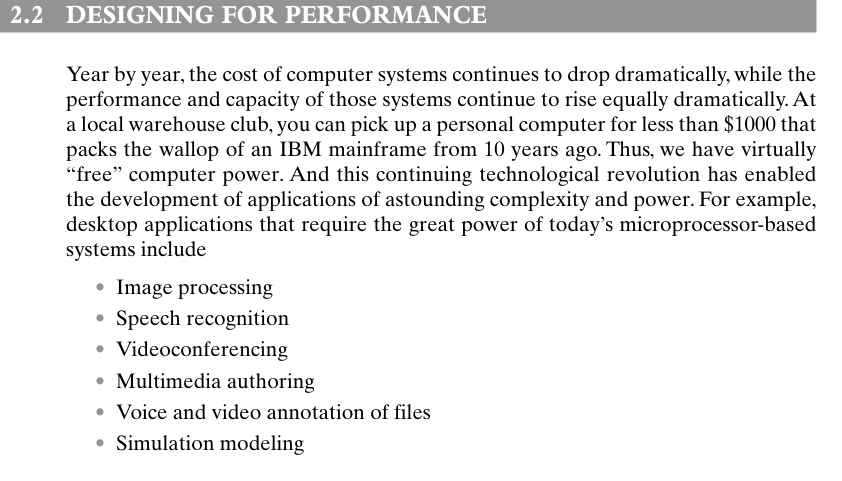 2.2 DESIGNING FOR PERFORMANCE
Year by year, the cost of computer systems continues to drop dramatically, while the
performance and capacity of those systems continue to rise equally dramatically. At
a local warehouse club, you can pick up a personal computer for less than $1000 that
packs the wallop of an IBM mainframe from 10 years ago. Thus, we have virtually
“free” computer power. And this continuing technological revolution has enabled
the development of applications of astounding complexity and power. For example,
desktop applications that require the great power of today’s microprocessor-based
systems include
• Image processing
• Speech recognition
• Videoconferencing
• Multimedia authoring
• Voice and video annotation of files
• Simulation modeling